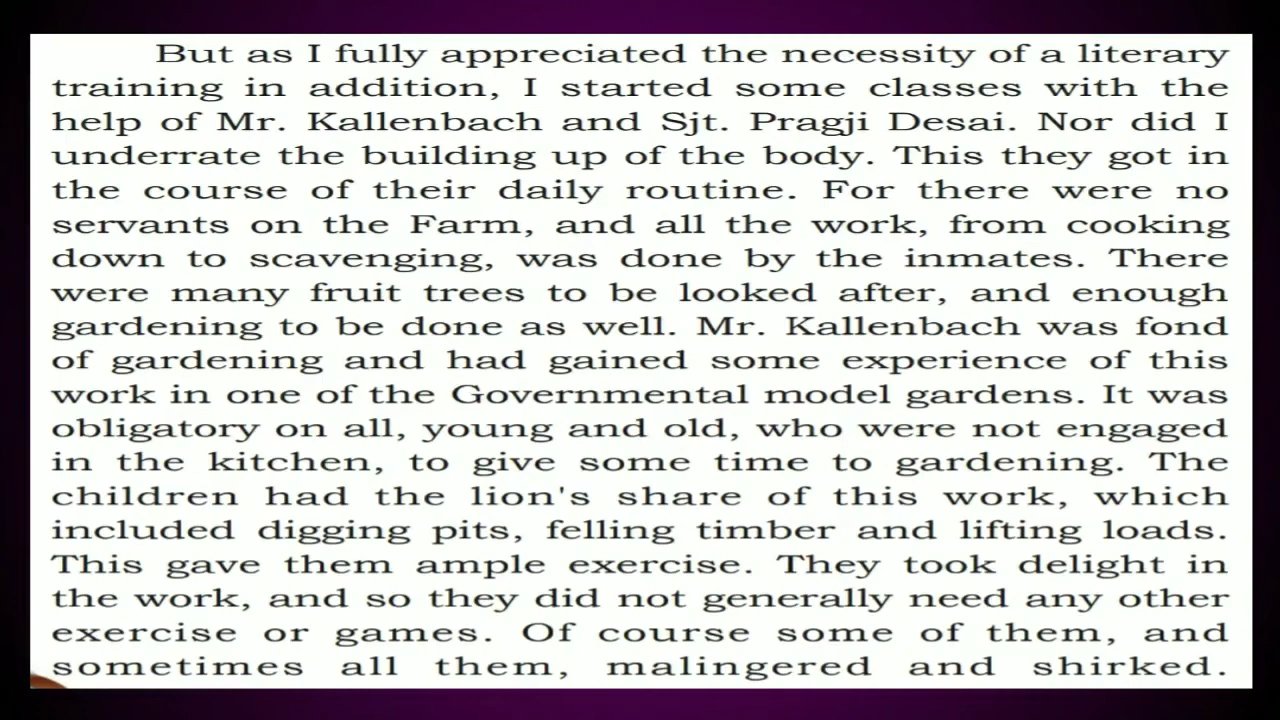 But as I fully appreciated the necessity of a literary
training in addition, I started some classes with the
help of Mr. Kallenbach and Sjt. Pragji Desai. Nor did I
underrate the building up of the body. This they got in
the course of their daily routine. For there were no
servants on the Farm, and all the work, from cooking
down to scavenging, was done by the inmates. There
were many fruit trees to be looked after, and enough
gardening to be done as well. Mr. Kallenbach was fond
of gardening and had gained some experience of this
work in one of the Governmental model gardens. It was
obligatory on all, young and old, who were not engaged
in the kitchen, to give some time to gardening. The
children had the lion's share of this work, which
included digging pits, felling timber and lifting loads.
This gave them ample exercise. They took delight in
the work, and so they did not generally need any other
exercise or games. Of course some of them, and
sometimes all them, malingered and shirked.